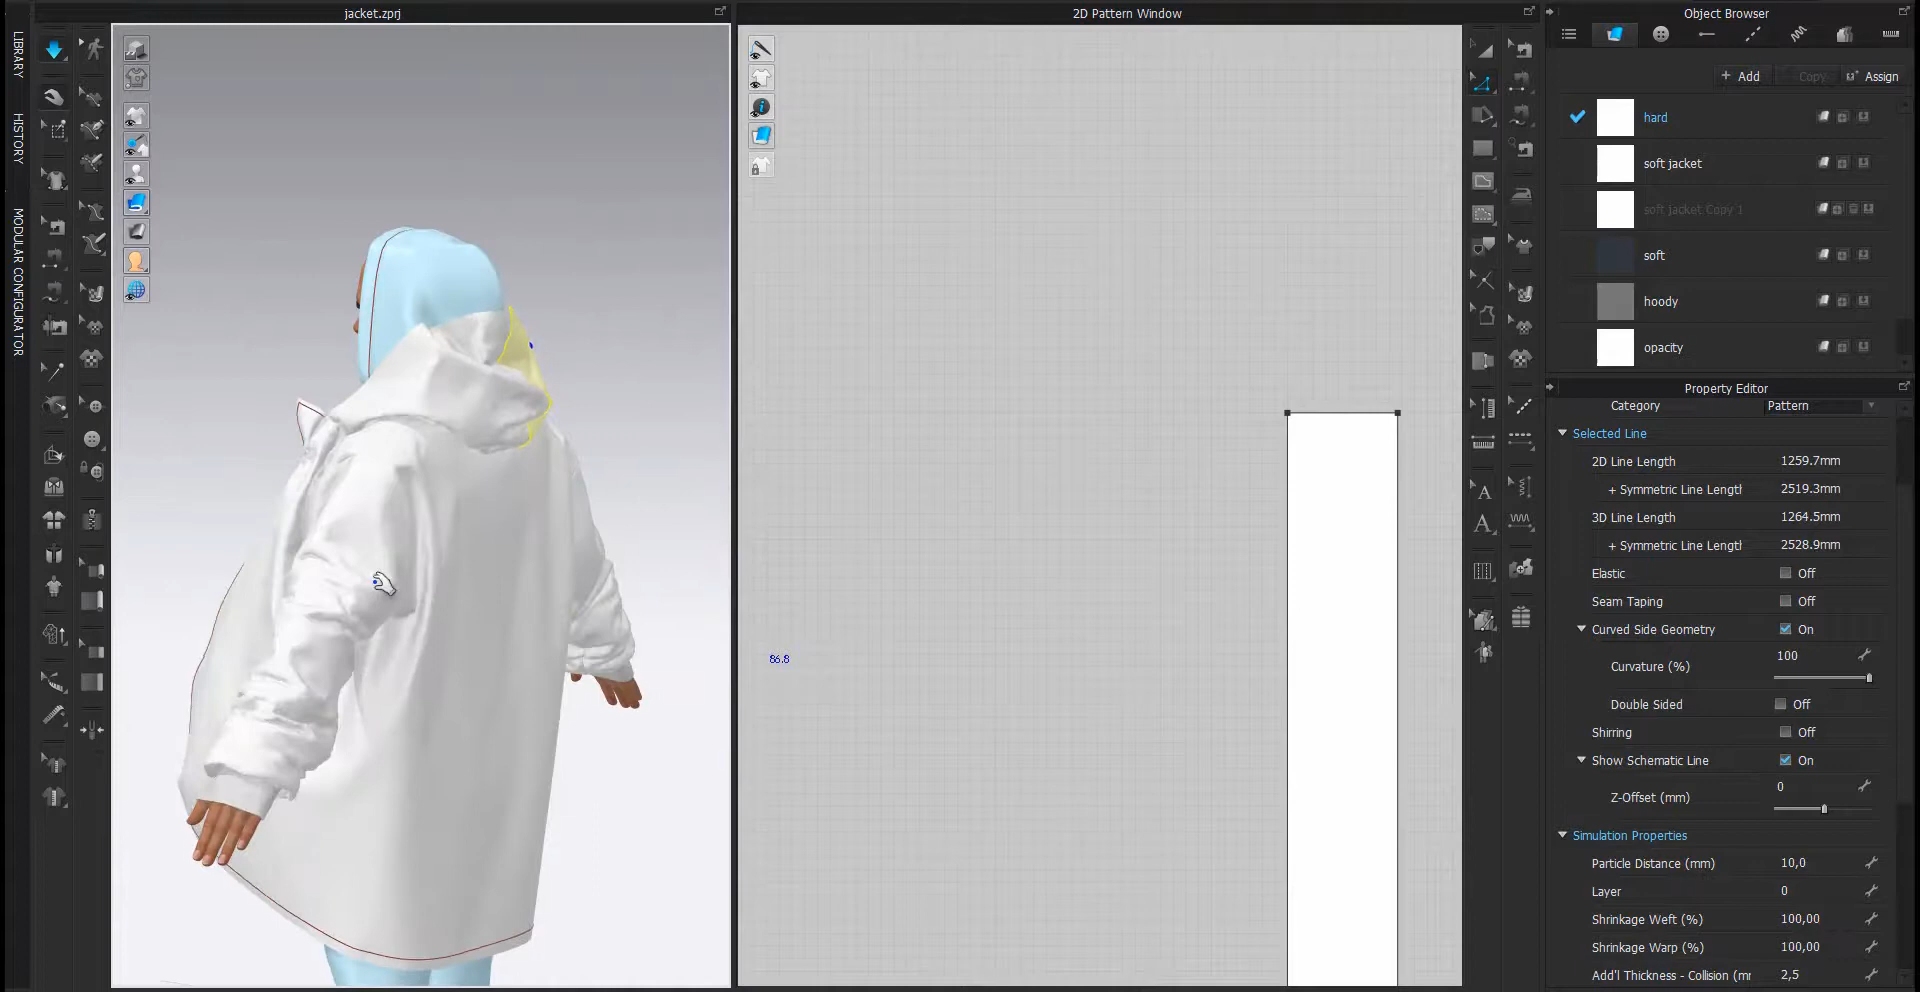 jacket.zprj
2D Pattern Window
Object Browser
LIBRARY
HISTORY
MODULAR CONFIGURATOR
+ Add
Copy
Assign
hard
soft jacket
soft jacket Copy 1
soft
hoody
opacity
86.8
A
A
Property Editor
Category Pattern
Selected Line
2D Line Length 1259.7mm
+ Symmetric Line Lengtl 2519.3mm
3D Line Length 1264.5mm
+ Symmetric Line Lengtl 2528.9mm
Elastic Off
Seam Taping Off
Curved Side Geometry On
Curvature (%) 100
Double Sided Off
Shirring Off
Show Schematic Line On
Z-Offset (mm) 0
Simulation Properties
Particle Distance (mm) 10,0
Layer 0
Shrinkage Weft (%) 100,00
Shrinkage Warp (%) 100,00
Add'l Thickness - Collision (mr 2,5